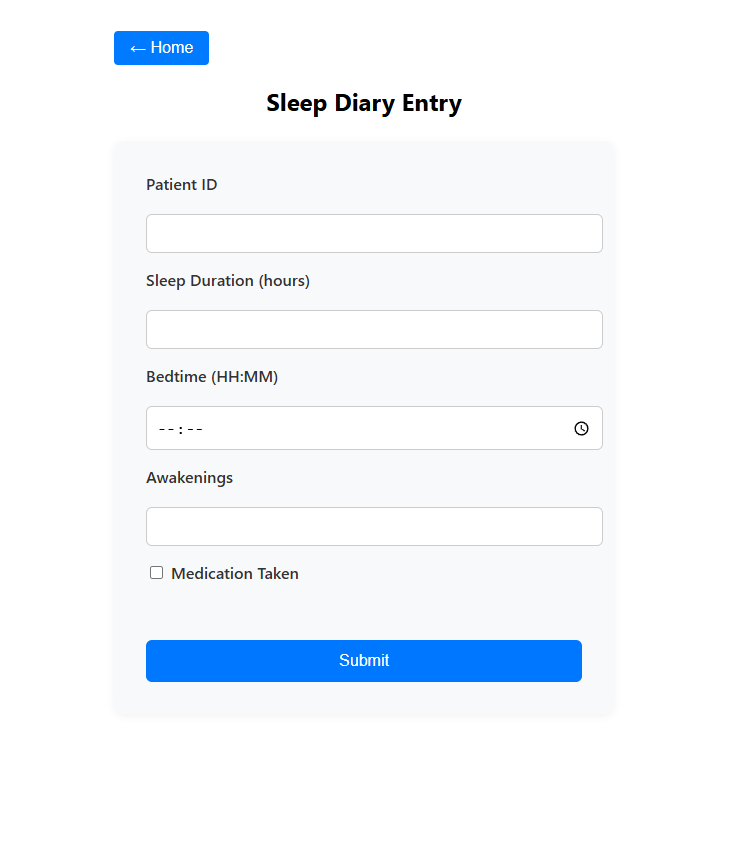 ← Home
Sleep Diary Entry
Patient ID
Sleep Duration (hours)
Bedtime (HH:MM)
--:--
Awakenings
Medication Taken
Submit